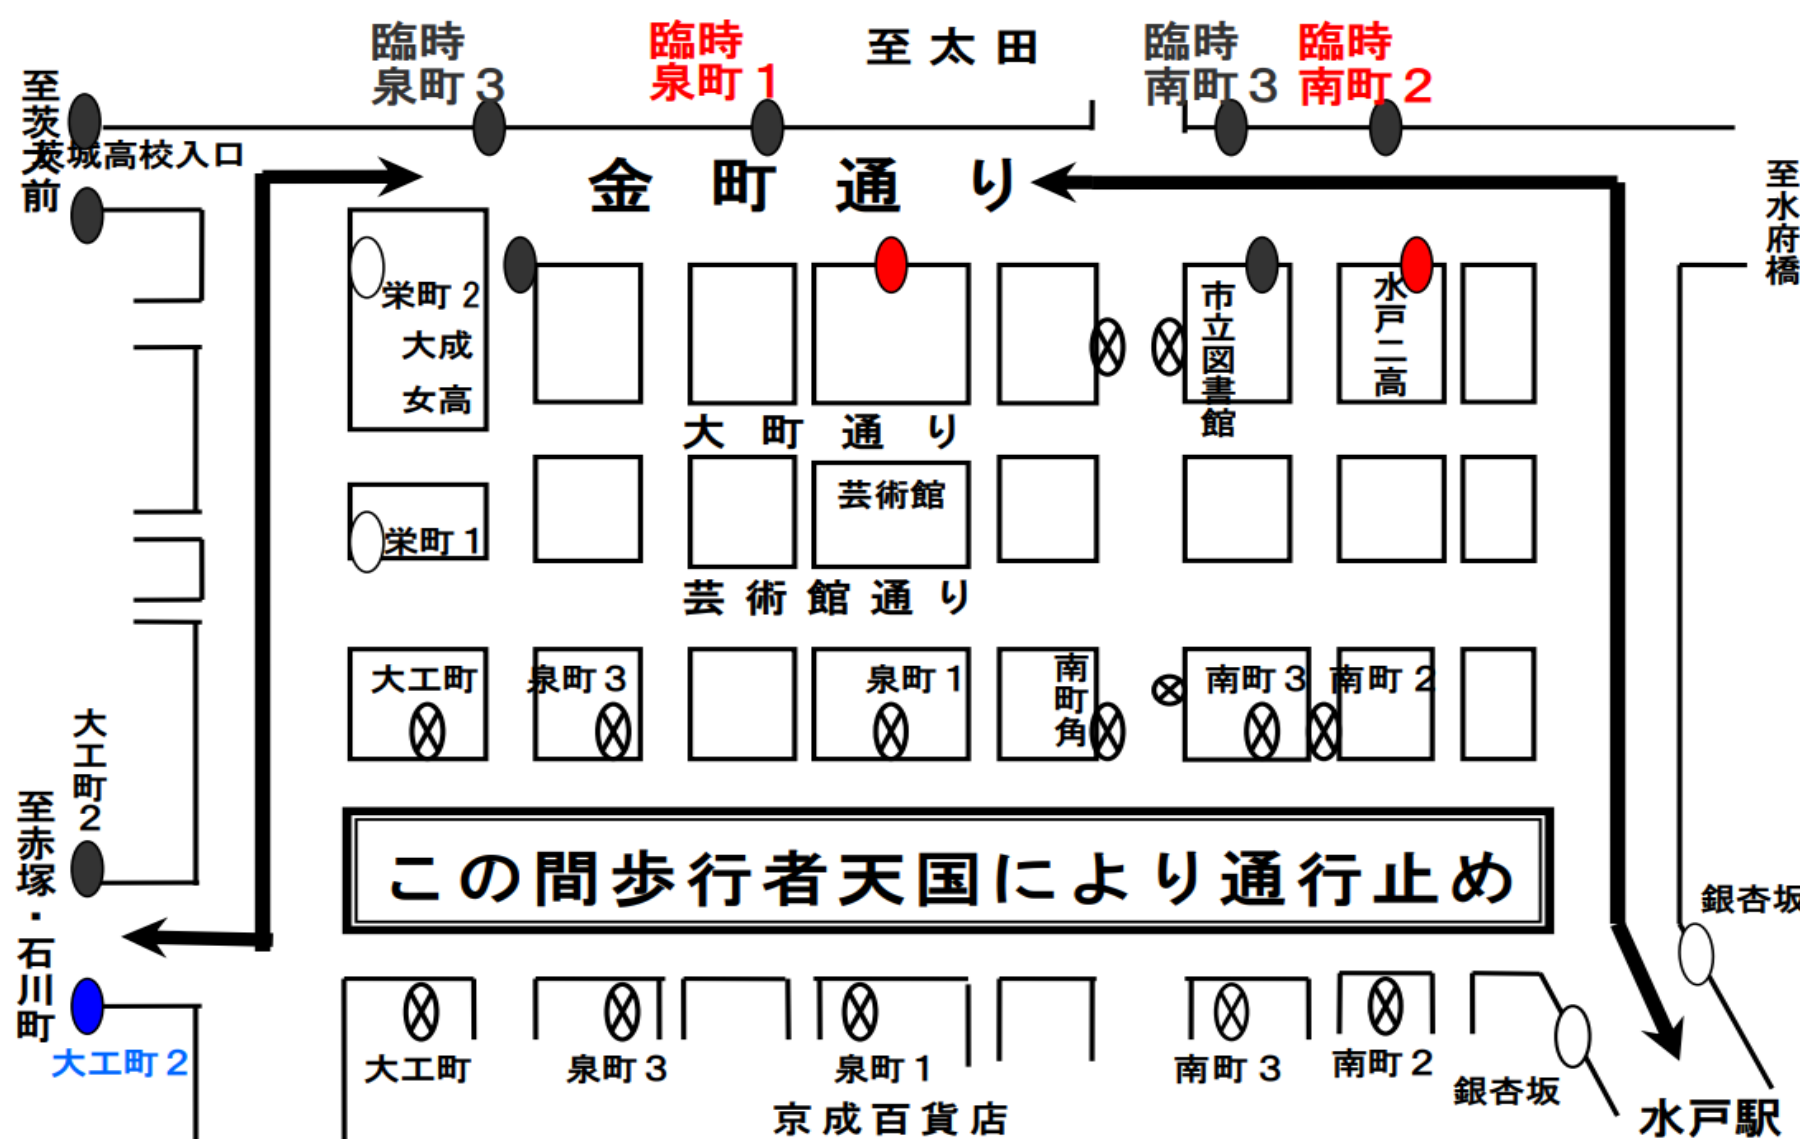 臨時
泉町３
臨時
泉町１
至太田
臨時
南町３
臨時
南町２
至茨大前
茨城高校入口
金町通り
至水府橋
栄町２
大成
女高
市立図書館
水戸二高
大町通り
芸術館
栄町１
芸術館通り
大工町
泉町３
泉町１
南町角
南町３
南町２
大工町２
至赤塚・石川町
この間歩行者天国により通行止め
銀杏坂
大工町２
大工町
泉町３
泉町１
南町３
南町２
銀杏坂
京成百貨店
水戸駅